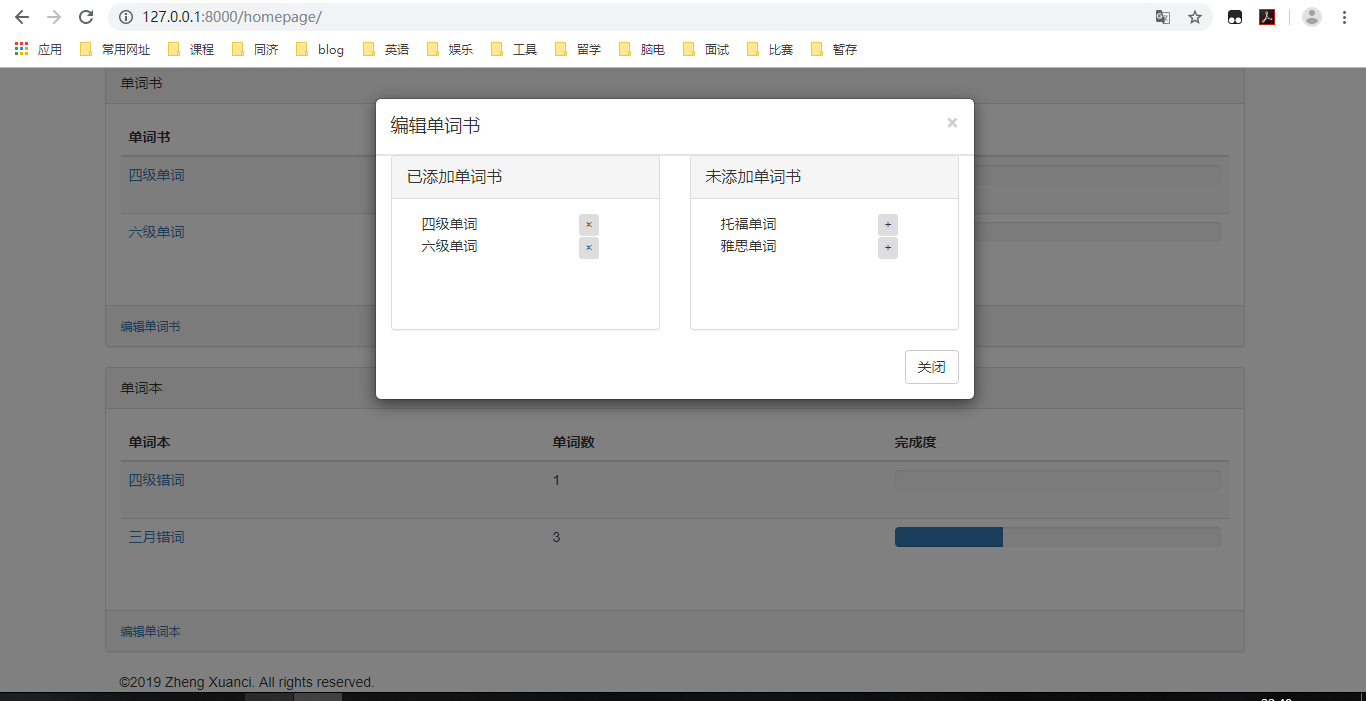 127.0.0.1:8000/homepage/
应用 常用网址 课程 同济 blog 英语 娱乐 工具 留学 脑电 面试 比赛 暂存
单词书
单词书
四级单词
六级单词
编辑单词书
编辑单词书 ×
已添加单词书 未添加单词书
四级单词 × 托福单词 +
六级单词 × 雅思单词 +
关闭
单词本
单词本 单词数 完成度
四级错词 1
三月错词 3
编辑单词本
©2019 Zheng Xuanci. All rights reserved.